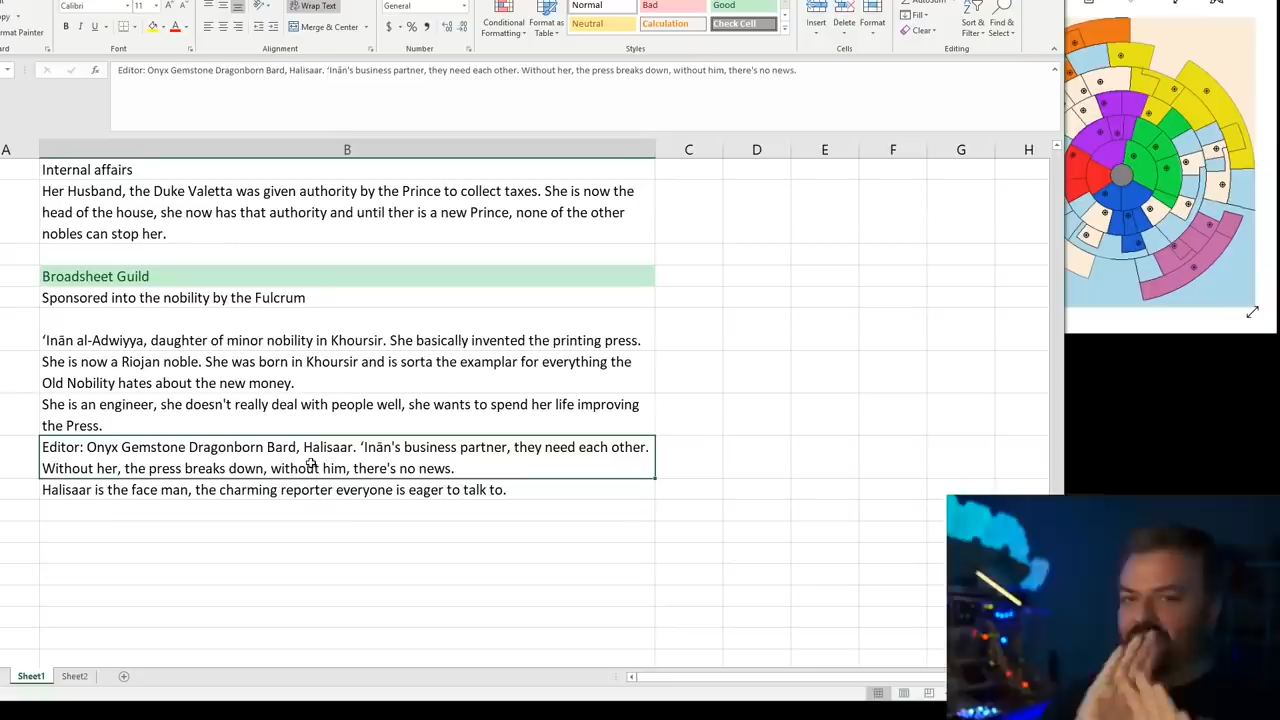 Calibri
11
Wrap Text
General
Normal
Bad
Good
Format Painter
Merge & Center
$
%
Conditional
Formatting
Format as
Table
Neutral
Calculation
Check Cell
Insert
Delete
Format
Fill
Clear
Sort &
Filter
Find &
Select
Font
Alignment
Number
Styles
Cells
Editing
fx
Editor: Onyx Gemstone Dragonborn Bard, Halisaar. ‘Inān's business partner, they need each other. Without her, the press breaks down, without him, there's no news.
A B C D E F G H
Internal affairs
Her Husband, the Duke Valetta was given authority by the Prince to collect taxes. She is now the
head of the house, she now has that authority and until ther is a new Prince, none of the other
nobles can stop her.
Broadsheet Guild
Sponsored into the nobility by the Fulcrum
‘Inān al-Adwiyya, daughter of minor nobility in Khoursir. She basically invented the printing press.
She is now a Riojan noble. She was born in Khoursir and is sorta the examplar for everything the
Old Nobility hates about the new money.
She is an engineer, she doesn't really deal with people well, she wants to spend her life improving
the Press.
Editor: Onyx Gemstone Dragonborn Bard, Halisaar. ‘Inān's business partner, they need each other.
Without her, the press breaks down, without him, there's no news.
Halisaar is the face man, the charming reporter everyone is eager to talk to.
Sheet1
Sheet2